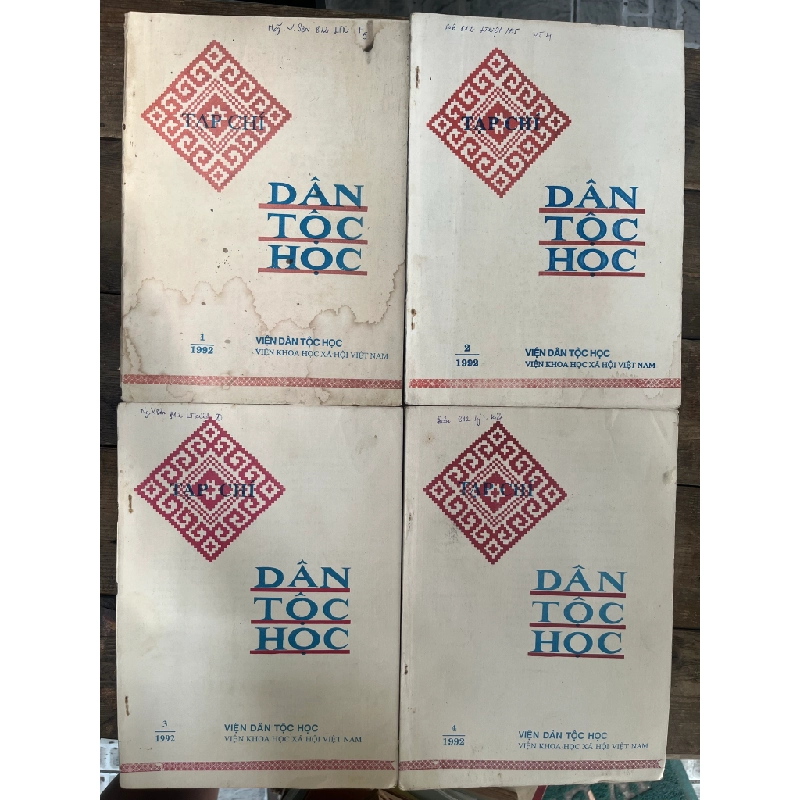 TẠP CHÍ
DÂN
TỘC
HỌC
1
1992
VIỆN DÂN TỘC HỌC
VIỆN KHOA HỌC XÃ HỘI VIỆT NAM
TẠP CHÍ
DÂN
TỘC
HỌC
2
1992
VIỆN DÂN TỘC HỌC
VIỆN KHOA HỌC XÃ HỘI VIỆT NAM
TẠP CHÍ
DÂN
TỘC
HỌC
3
1992
VIỆN DÂN TỘC HỌC
VIỆN KHOA HỌC XÃ HỘI VIỆT NAM
TẠP CHÍ
DÂN
TỘC
HỌC
4
1992
VIỆN DÂN TỘC HỌC
VIỆN KHOA HỌC XÃ HỘI VIỆT NAM